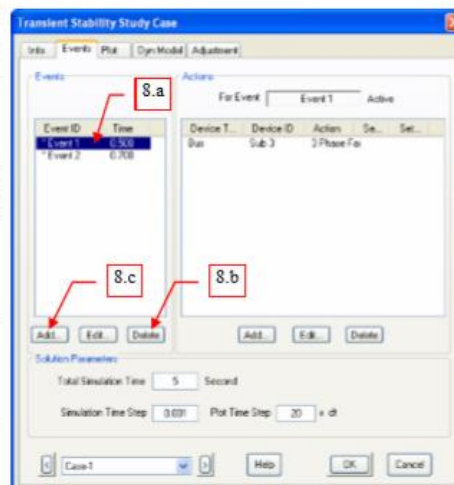 Transient Stability Study Case
Info Events Plot Dyn Model Adjustment
Events
Actions
8.a
For Event Event 1 Active
Event ID Time
Device T... Device ID Action Se... Set...
* Event 1 0.500
Bus Sub 3 3 Phase Fau
* Event 2 0.700
8.c
8.b
Add... Edit... Delete
Add... Edit... Delete
Solution Parameters
Total Simulation Time 5 Second
Simulation Time Step 0.001 Plot Time Step 20 x dt
< Case-1 > Help OK Cancel